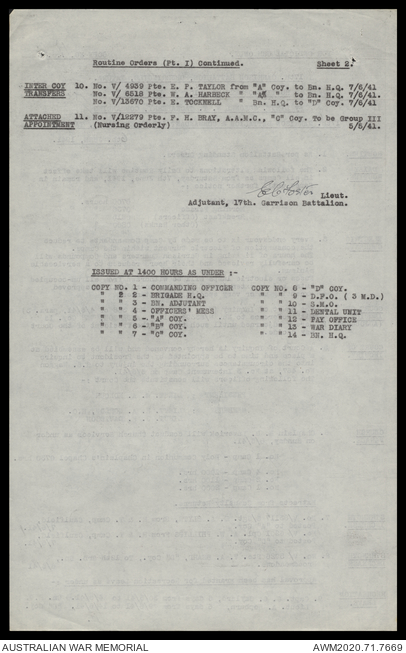 Routine Orders (Pt. I) Continued. Sheet 2.
INTER COY 10. No. V/ 4939 Pte. E. F. TAYLOR from "A" Coy. to Bn. H.Q. 7/6/41
TRANSFERS No. V/ 6518 Pte. W. A. HARBECK " "A" " to Bn. H.Q. 7/6/41.
No. V/13670 Pte. E. TOCKNELL " Bn. H.Q. to "D" Coy. 7/6/41.
ATTACHED 11. No. V/12279 Pte. F. H. BRAY, A.A.M.C., "C" Coy. To be Group III
APPOINTMENT (Nursing Orderly) 5/5/41.
Lieut.
Adjutant, 17th. Garrison Battalion.
ISSUED AT 1400 HOURS AS UNDER :-
COPY NO. 1 - COMMANDING OFFICER COPY NO. 8 - "D" COY.
" " 2 - BRIGADE H.Q. " " 9 - D.F.O. ( 3 M.D.)
" " 3 - BN. ADJUTANT " " 10 - S.M.O.
" " 4 - OFFICERS' MESS " " 11 - DENTAL UNIT
" " 5 - "A" COY. " " 12 - PAY OFFICE
" " 6 - "B" COY. " " 13 - WAR DIARY
" " 7 - "C" COY. " " 14 - BN. H.Q.
AUSTRALIAN WAR MEMORIAL AWM2020.71.7669